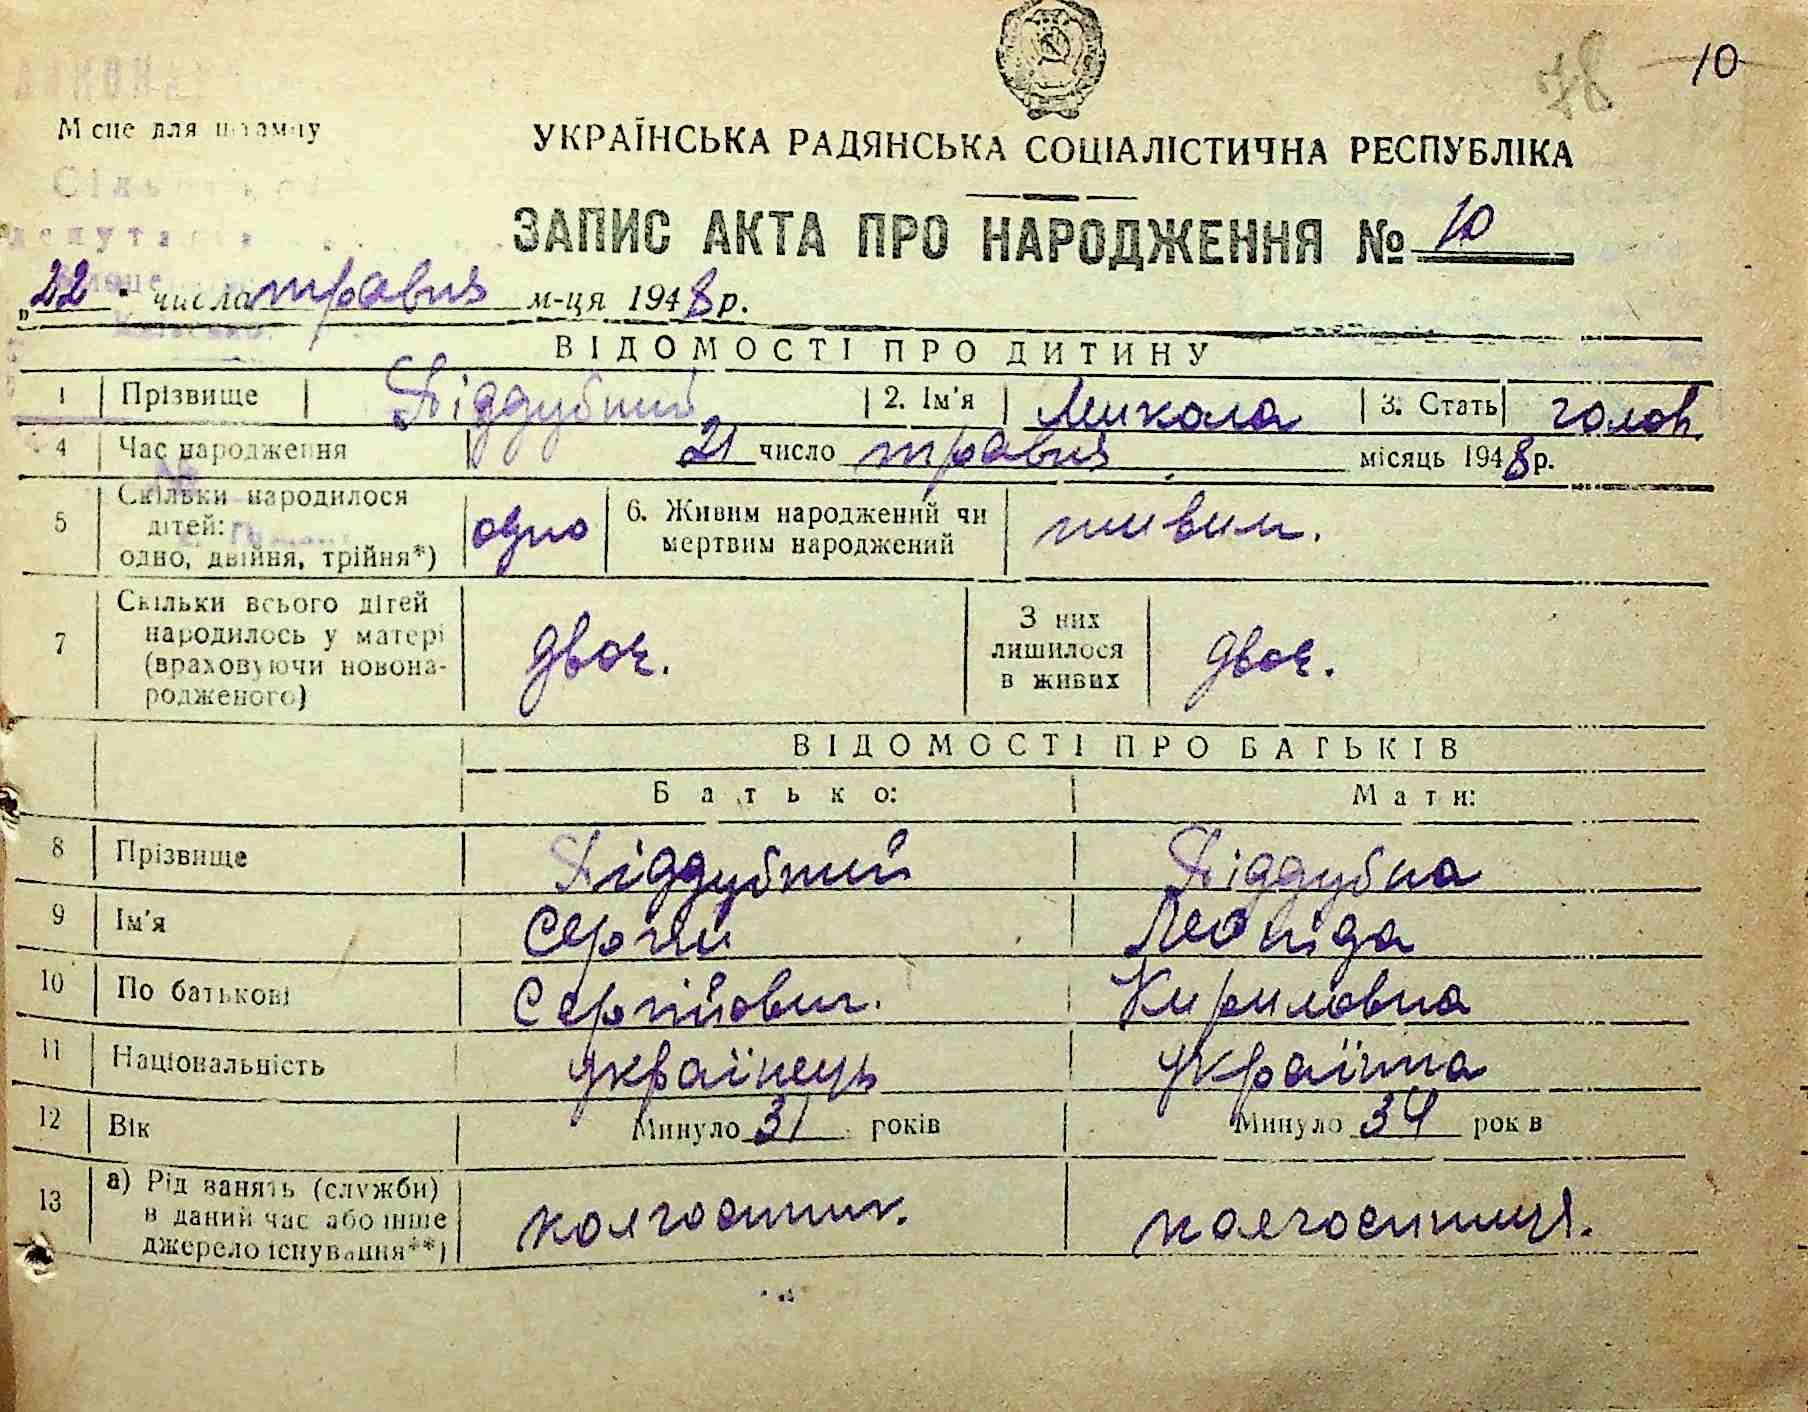 78 10
Місце для штампу
УКРАЇНСЬКА РАДЯНСЬКА СОЦІАЛІСТИЧНА РЕСПУБЛІКА
ЗАПИС АКТА ПРО НАРОДЖЕННЯ № 10
„22" числа травня м-ця 1948 р.
ВІДОМОСТІ ПРО ДИТИНУ
1 Прізвище Піддубний 2. Ім'я Микола 3. Стать голов.
4 Час народження 21 число травня місяць 1948 р.
5 Скільки народилося
дітей:
одно, двійня, трійня*) одно 6. Живим народжений чи
мертвим народжений живим.
7 Скільки всього дітей
народилось у матері
(враховуючи новона-
родженого) двоє. З них
лишилося
в живих двоє.
ВІДОМОСТІ ПРО БАТЬКІВ
Батько: Мати:
8 Прізвище Піддубний Піддубна
9 Ім'я Сергій Леоніда
10 По батькові Сергійович. Кириловна
11 Національність українець українка
12 Вік Минуло 31 років Минуло 34 років
13 а) Рід занять (служби)
в даний час або інше
джерело існування**) колгоспник. колгоспниця.